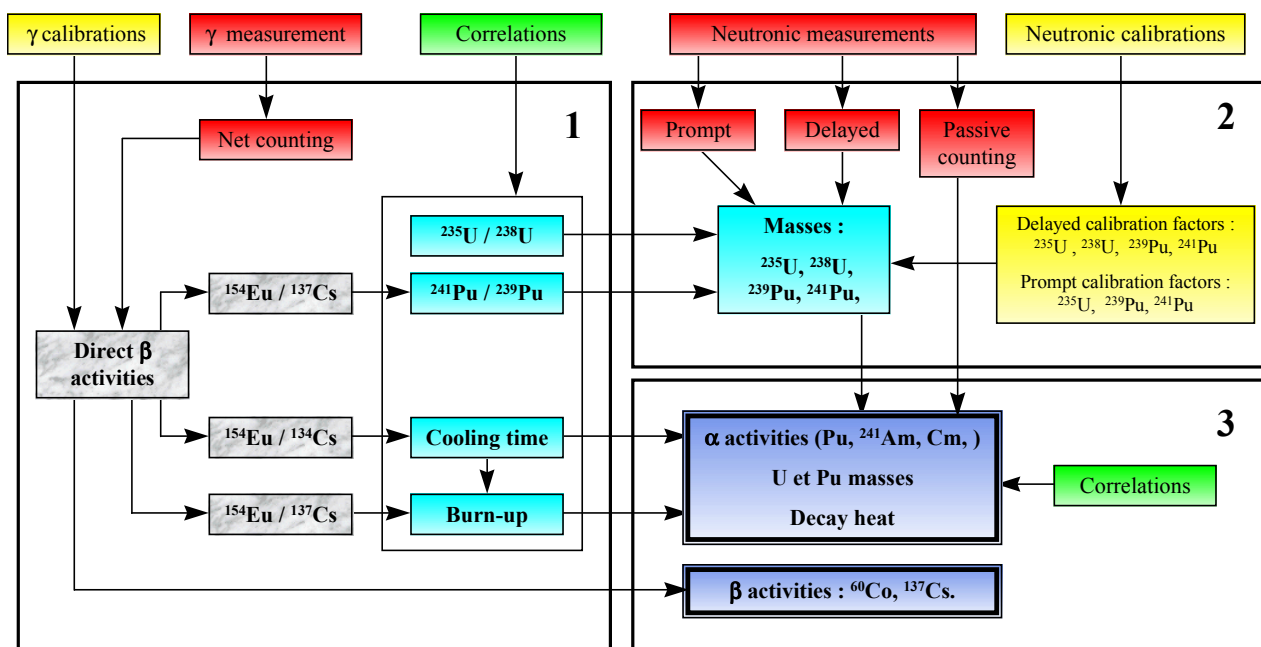 γ calibrations
γ measurement
Correlations
Neutronic measurements
Neutronic calibrations
1
Net counting
²³⁵U / ²³⁸U
¹⁵⁴Eu / ¹³⁷Cs
²⁴¹Pu / ²³⁹Pu
Direct β
activities
¹⁵⁴Eu / ¹³⁴Cs
Cooling time
¹⁵⁴Eu / ¹³⁷Cs
Burn-up
2
Prompt
Delayed
Passive
counting
Masses :
²³⁵U, ²³⁸U,
²³⁹Pu, ²⁴¹Pu,
Delayed calibration factors :
²³⁵U , ²³⁸U, ²³⁹Pu, ²⁴¹Pu
Prompt calibration factors :
²³⁵U, ²³⁹Pu, ²⁴¹Pu
3
α activities (Pu, ²⁴¹Am, Cm, )
U et Pu masses
Decay heat
Correlations
β activities : ⁶⁰Co, ¹³⁷Cs.